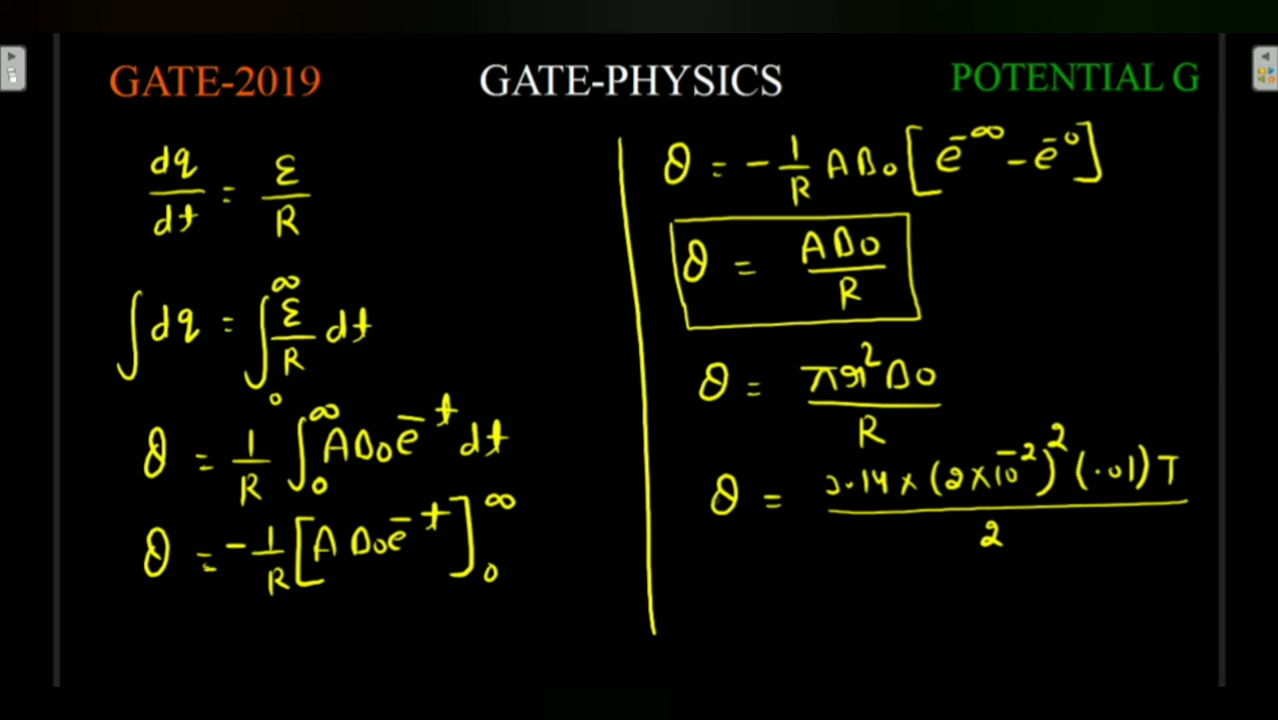 GATE-2019 GATE-PHYSICS POTENTIAL G
dq/dt = ε/R
∫dq = ∫₀^∞ ε/R dt
Q = 1/R ∫₀^∞ AB₀e^-t dt
Q = -1/R [AB₀e^-t]₀^∞
Q = -1/R AB₀[e^-∞ - e^-0]
Q = AB₀/R
Q = πr²B₀/R
Q = 3.14 × (2×10^-2)^2 (.01) T / 2